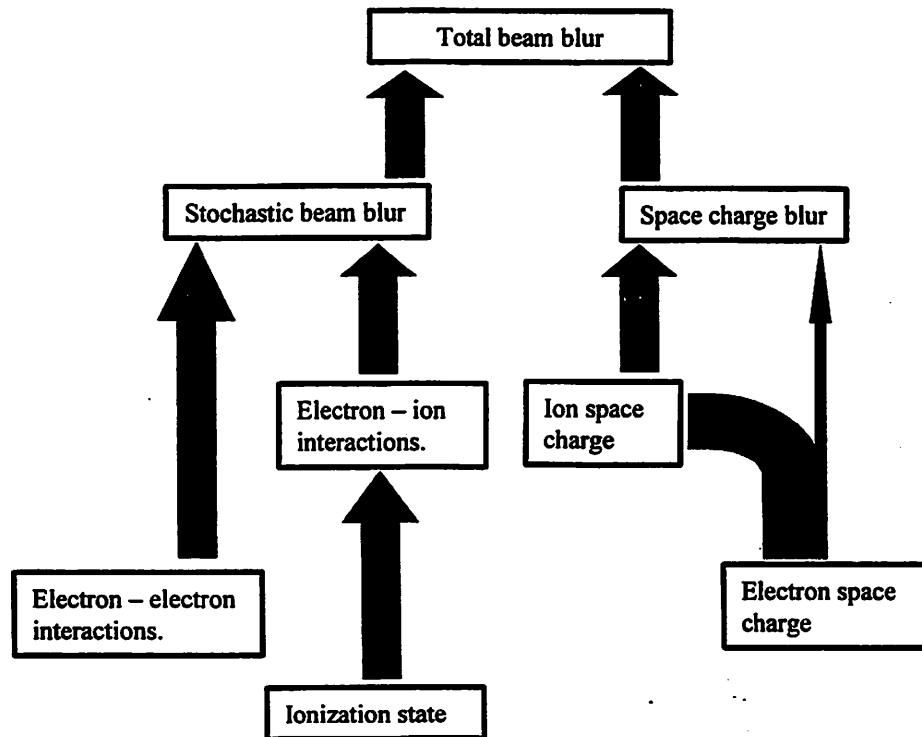 Total beam blur
Stochastic beam blur
Space charge blur
Electron – ion
interactions.
Ion space
charge
Electron – electron
interactions.
Electron space
charge
Ionization state